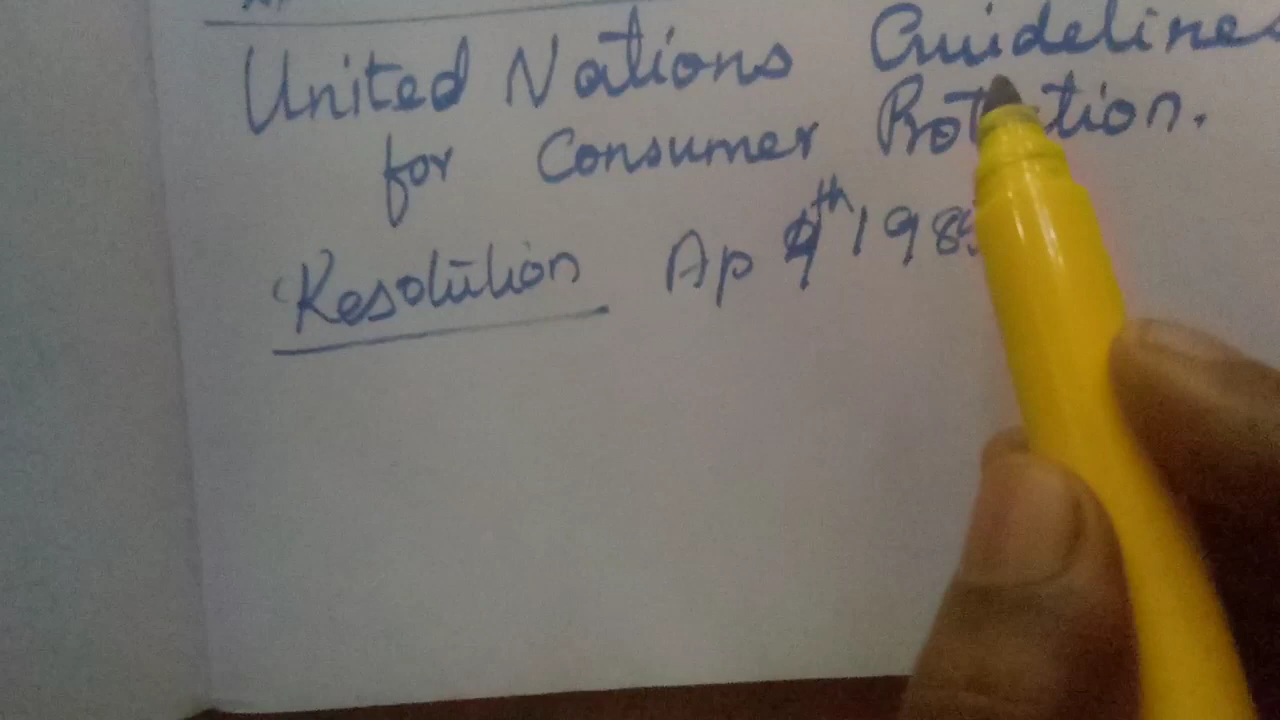 United Nations Guidelines
for Consumer Protection.
Resolution Ap 9th 1985